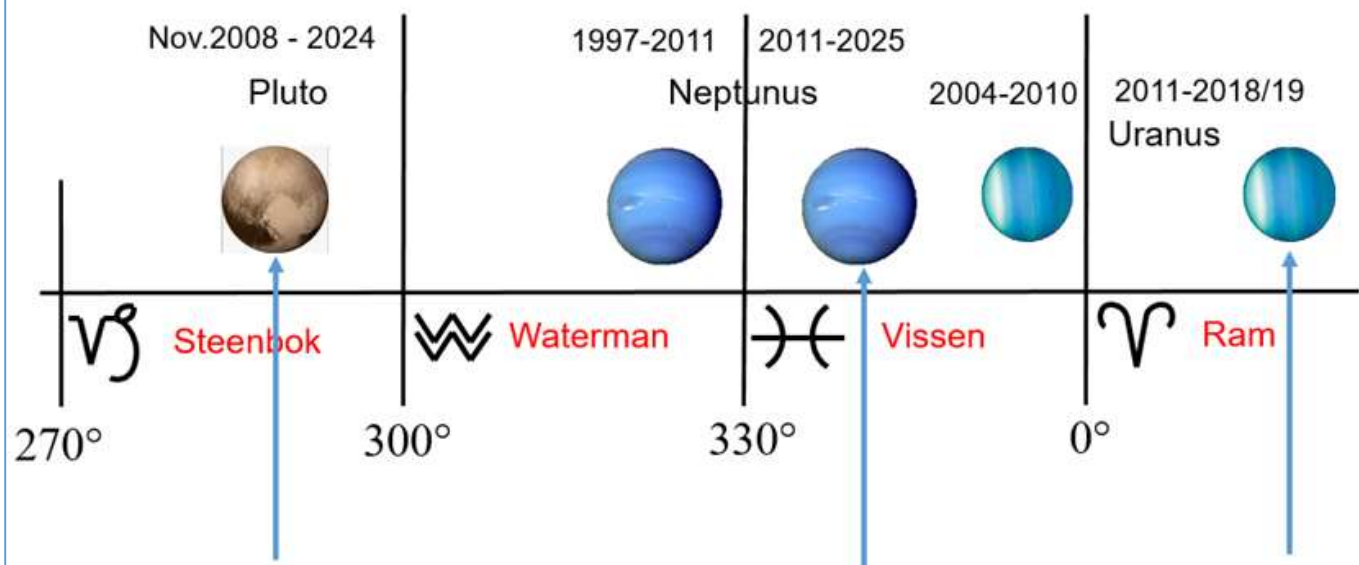 Nov.2008 - 2024
1997-2011
2011-2025
Pluto
Neptunus
2004-2010
2011-2018/19
Uranus
Steenbok
Waterman
Vissen
Ram
270°
300°
330°
0°